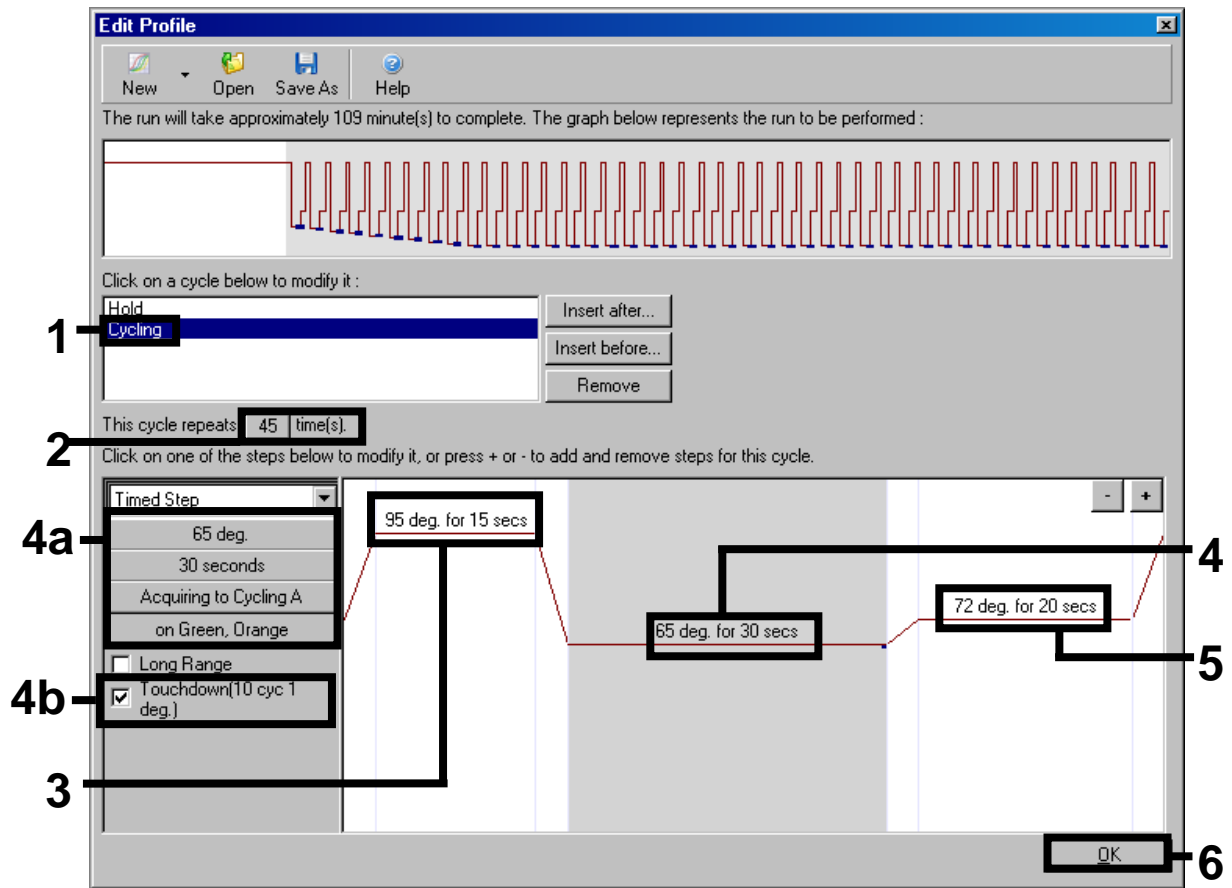 Edit Profile
New Open Save As Help
The run will take approximately 109 minute(s) to complete. The graph below represents the run to be performed :
Click on a cycle below to modify it :
Hold
Insert after...
1
Cycling
Insert before...
Remove
This cycle repeats 45 time(s).
2
Click on one of the steps below to modify it, or press + or - to add and remove steps for this cycle.
Timed Step
- +
95 deg. for 15 secs
4a
65 deg.
30 seconds
4
Acquiring to Cycling A
72 deg. for 20 secs
on Green, Orange
65 deg. for 30 secs
5
Long Range
4b
Touchdown(10 cyc 1
deg.)
3
OK
6